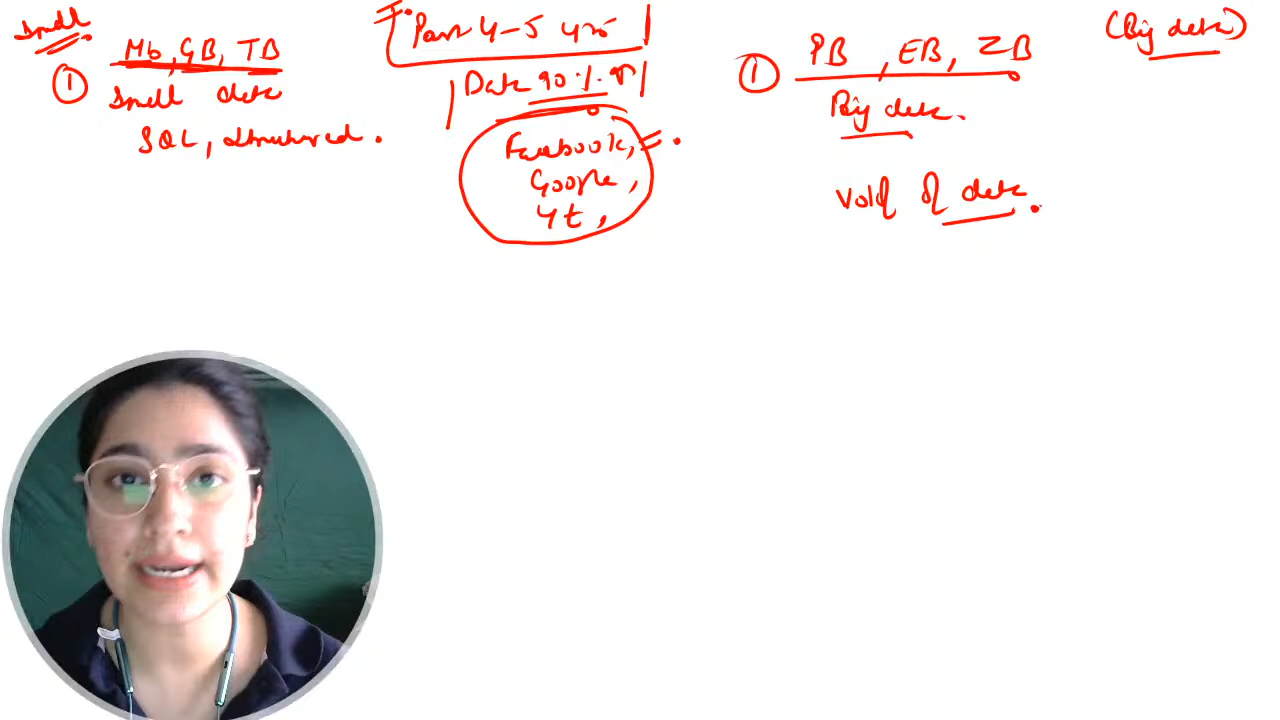 Small
Mb, GB, TB
① Small data
SQL, structured.
Past 4-5 yrs
Data 90%
Facebook,
Google,
Yt,
(Big data)
① PB, EB, ZB
Big data.
Vol of data.